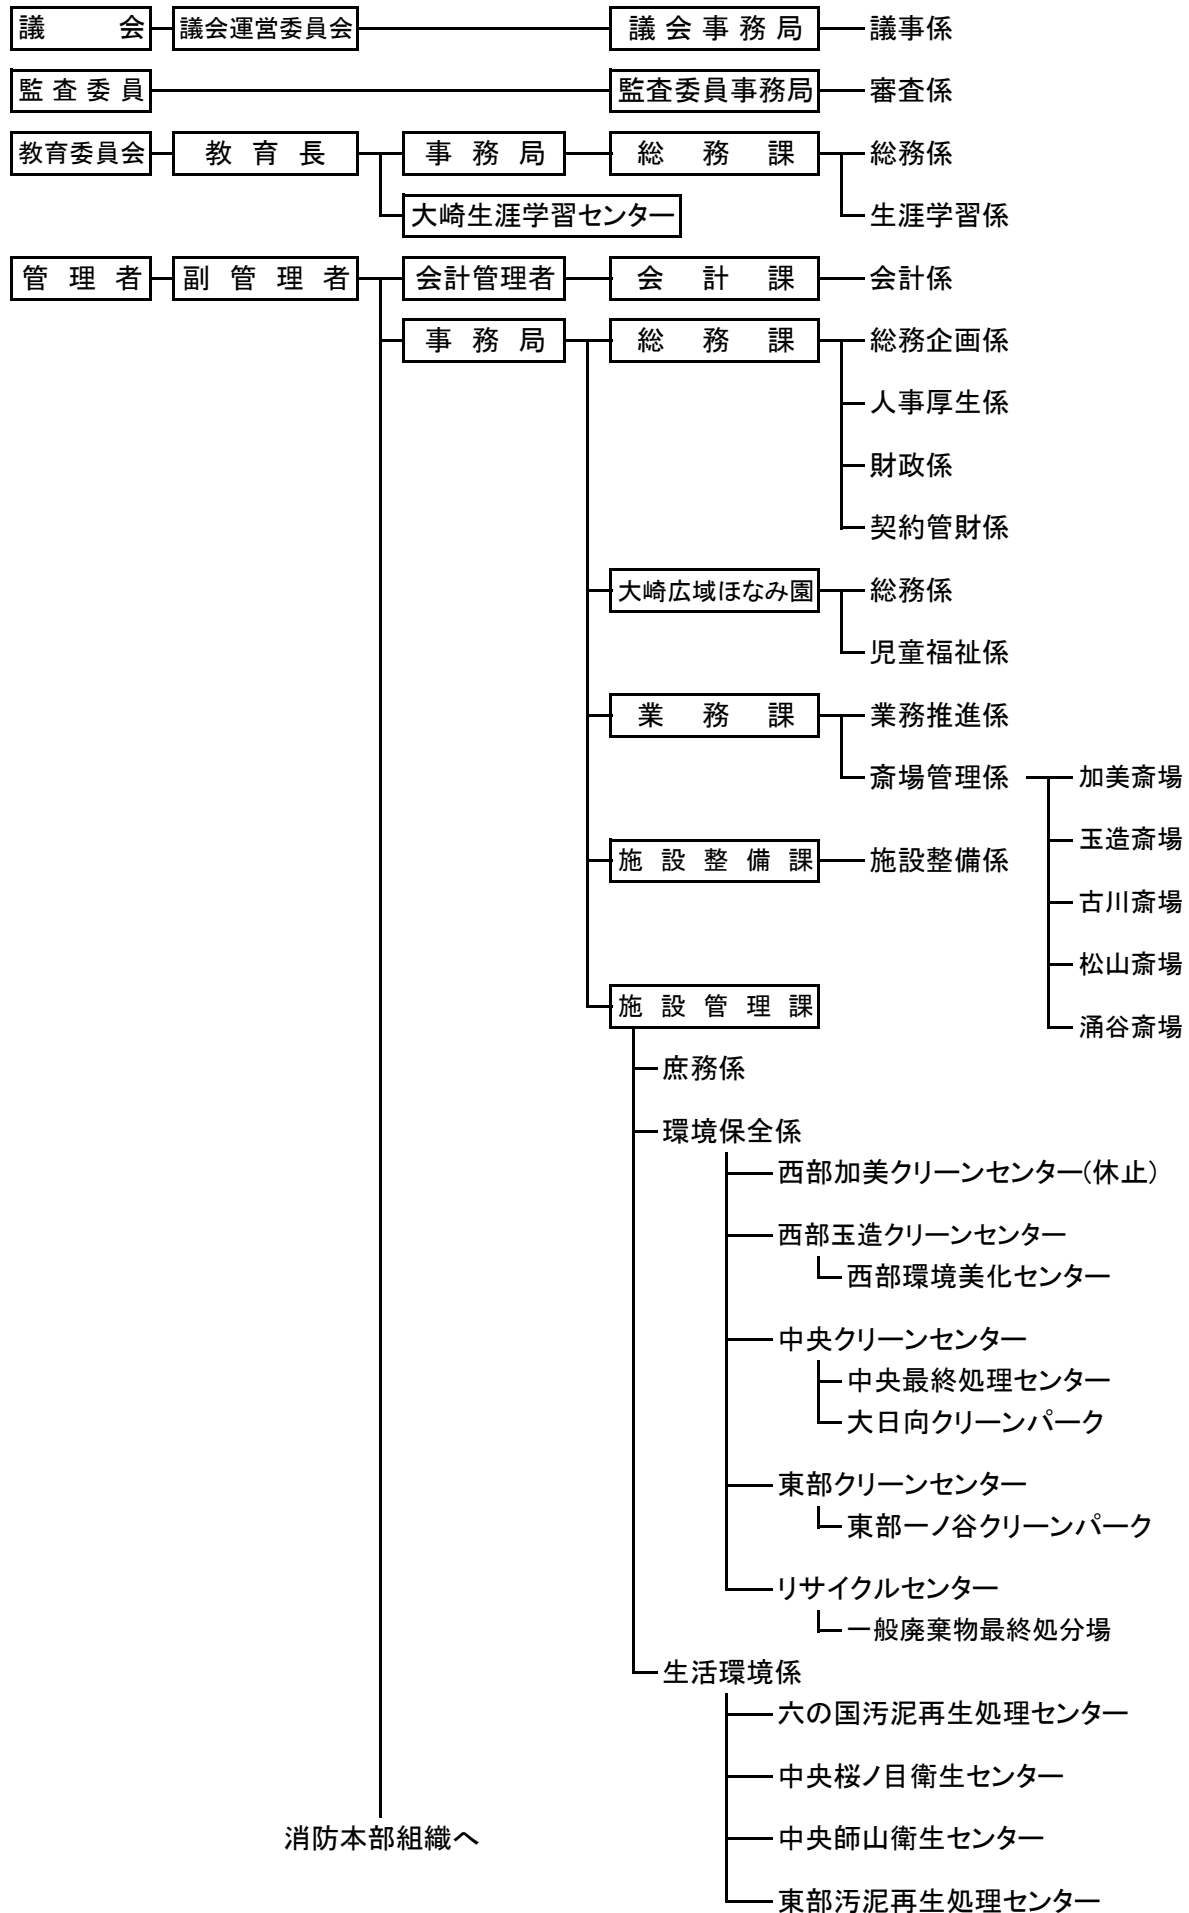 議会 議会運営委員会 議会事務局 議事係
監査委員 監査委員事務局 審査係
教育委員会 教育長 事務局 総務課 総務係
大崎生涯学習センター 生涯学習係
管理者 副管理者 会計管理者 会計課 会計係
事務局 総務課 総務企画係
人事厚生係
財政係
契約管財係
大崎広域ほなみ園 総務係
児童福祉係
業務課 業務推進係
斎場管理係 加美斎場
玉造斎場
施設整備課 施設整備係
古川斎場
松山斎場
施設管理課
涌谷斎場
庶務係
環境保全係
西部加美クリーンセンター(休止)
西部玉造クリーンセンター
西部環境美化センター
中央クリーンセンター
中央最終処理センター
大日向クリーンパーク
東部クリーンセンター
東部一ノ谷クリーンパーク
リサイクルセンター
一般廃棄物最終処分場
生活環境係
六の国汚泥再生処理センター
中央桜ノ目衛生センター
消防本部組織へ 中央師山衛生センター
東部汚泥再生処理センター